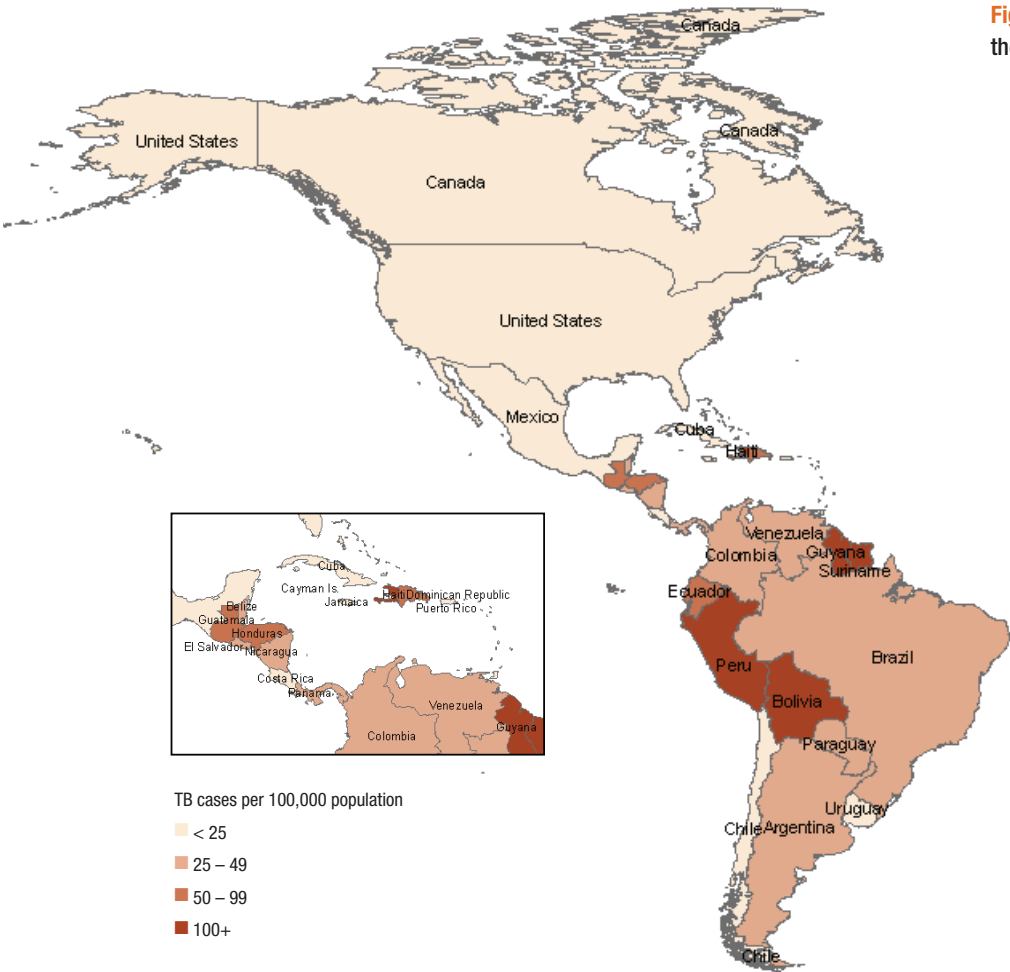 Fig
the
Canada
Canada
United States
Canada
United States
Mexico
Cuba
Haiti
Venezuela
Colombia
Guyana
Suriname
Ecuador
Brazil
Peru
Bolivia
Paraguay
Uruguay
Chile Argentina
Chile
Cuba
Cayman Is.
Jamaica
Haiti Dominican Republic
Puerto Rico
Belize
Guatemala
Honduras
El Salvador
Nicaragua
Costa Rica
Panama
Venezuela
Guyana
Colombia
TB cases per 100,000 population
< 25
25 – 49
50 – 99
100+